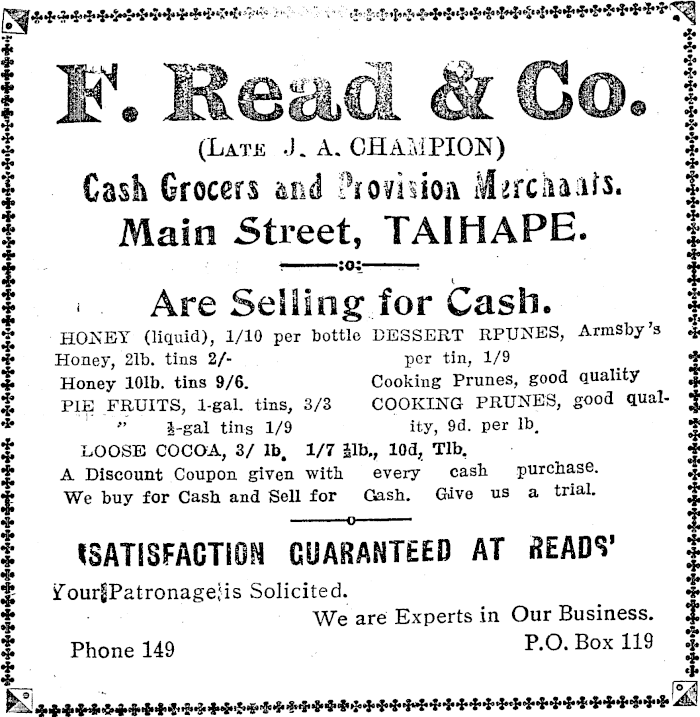 F. Read & Co.
(LATE J. A. CHAMPION)
Cash Grocers and Provision Merchants.
Main Street, TAIHAPE.
Are Selling for Cash.
HONEY (liquid), 1/10 per bottle
Honey, 2lb. tins 2/-
Honey 10lb. tins 9/6.
PIE FRUITS, 1-gal. tins, 3/3
” ½-gal tins 1/9
DESSERT RPUNES, Armsby's
per tin, 1/9
Cooking Prunes, good quality
COOKING PRUNES, good qual-
ity, 9d. per lb.
LOOSE COCOA, 3/ lb. 1/7 ½lb., 10d, Tlb.
A Discount Coupon given with every cash purchase.
We buy for Cash and Sell for Cash. Give us a trial.
'SATISFACTION GUARANTEED AT READS'
Your Patronage is Solicited.
We are Experts in Our Business.
Phone 149
P.O. Box 119